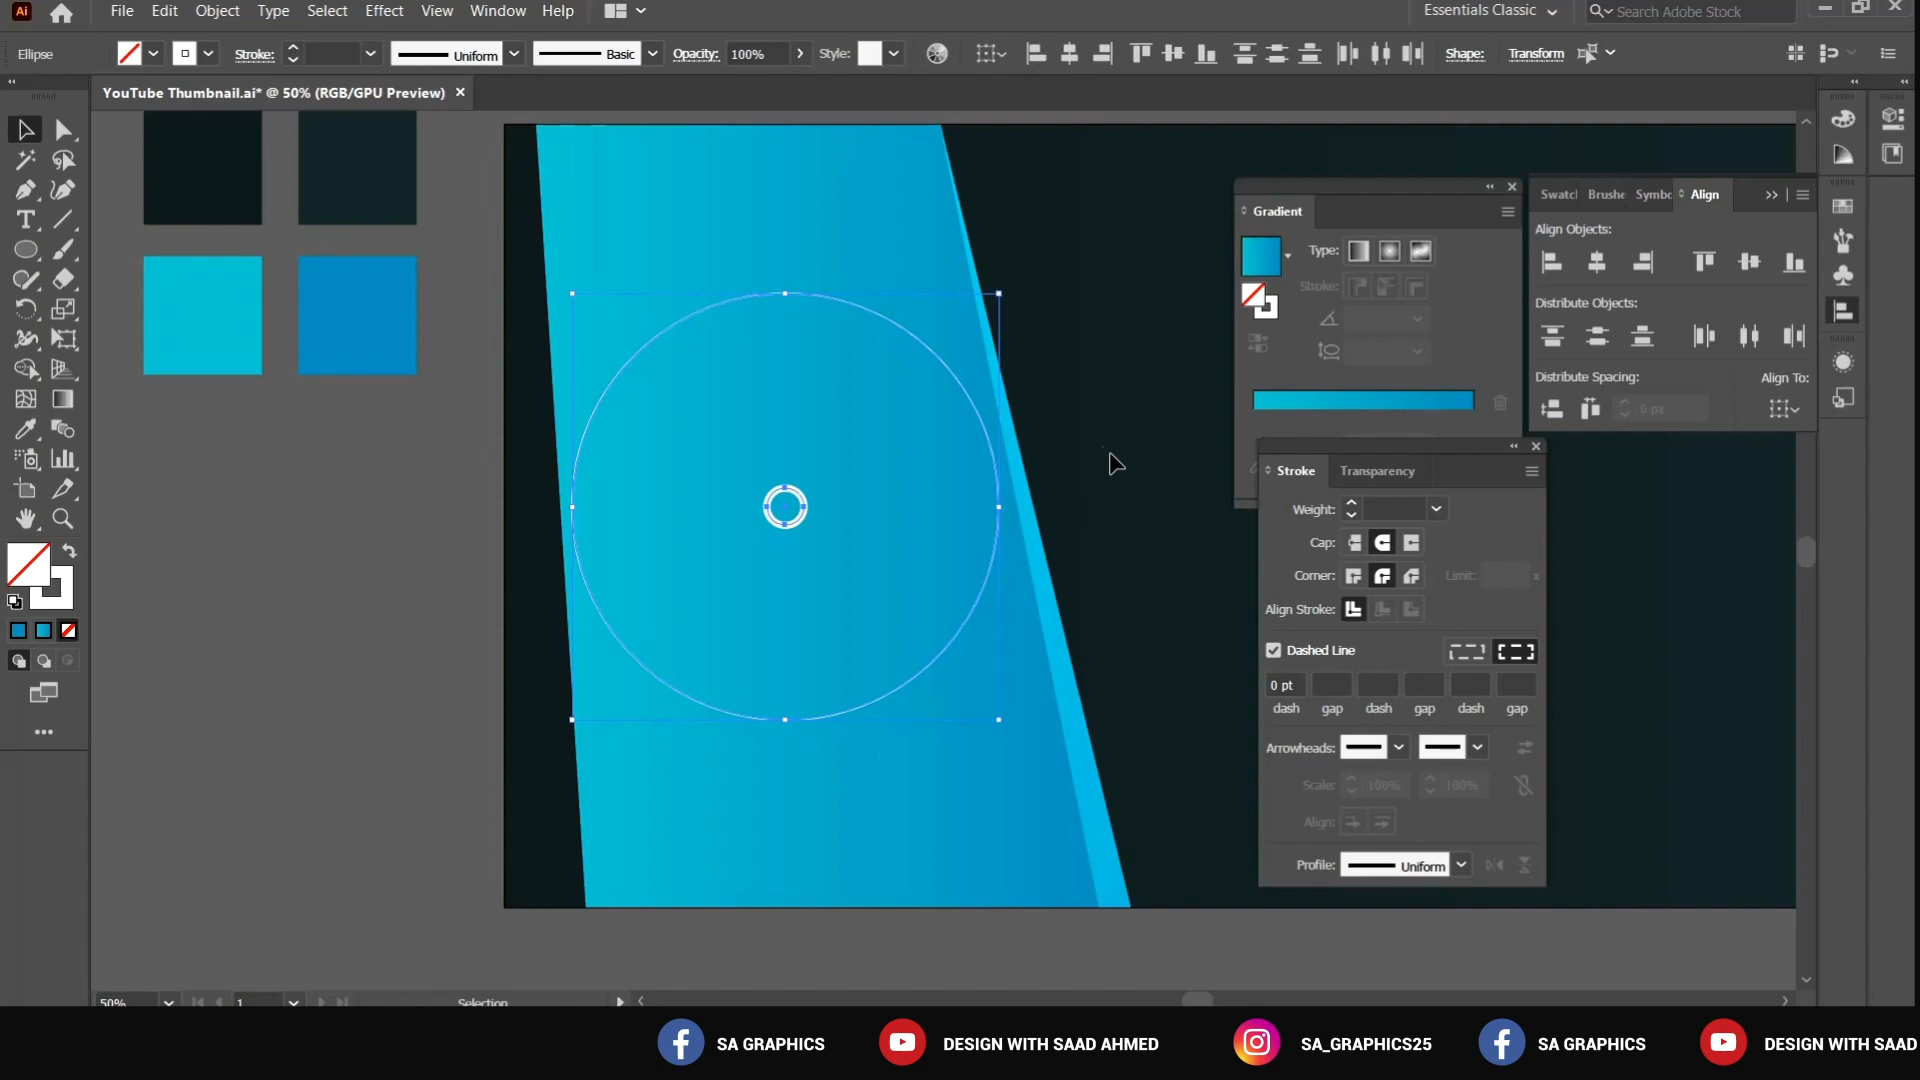 Ai File Edit Object Type Select Effect View Window Help Essentials Classic Search Adobe Stock
Ellipse Stroke: Uniform Basic Opacity: 100% Style: Shape: Transform
YouTube Thumbnail.ai* @ 50% (RGB/GPU Preview)
Gradient
Type:
Stroke:
Swatcl Brushe Symbo Align
Align Objects:
Distribute Objects:
Distribute Spacing: Align To:
0 px
Stroke Transparency
Weight:
Cap:
Corner: Limit: x
Align Stroke:
Dashed Line
0 pt
dash gap dash gap dash gap
Arrowheads:
Scale: 100% 100%
Align:
Profile: Uniform
50% 1 Selection
SA GRAPHICS DESIGN WITH SAAD AHMED SA_GRAPHICS25 SA GRAPHICS DESIGN WITH SAAD